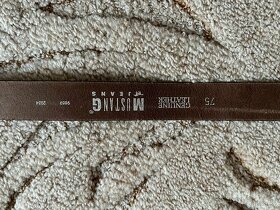 75
GENUINE
LEATHER
MUSTANG
JEANS